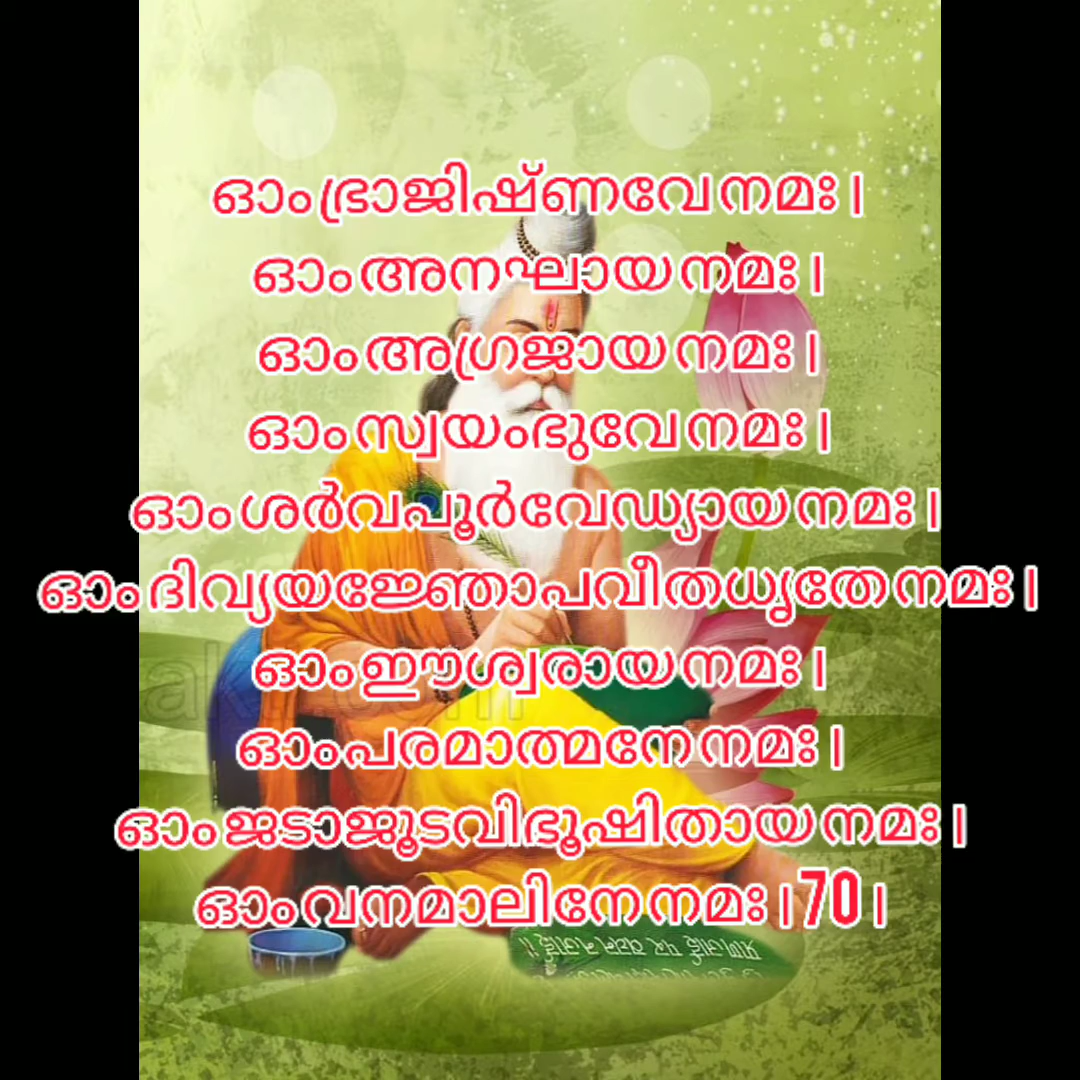 ഓം ഭ്രാജിഷ്ണവേ നമഃ |
ഓം അനഘായ നമഃ |
ഓം അഗ്രജായ നമഃ |
ഓം സ്വയംഭുവേ നമഃ |
ഓം ശർവപൂർവേഡ്യായ നമഃ |
ഓം ദിവ്യയജ്ഞോപവീതധൃതേ നമഃ |
ഓം ഈശ്വരായ നമഃ |
ഓം പരമാത്മനേ നമഃ |
ഓം ജടാജൂടവിഭൂഷിതായ നമഃ |
ഓം വനമാലിനേ നമഃ | 70 |